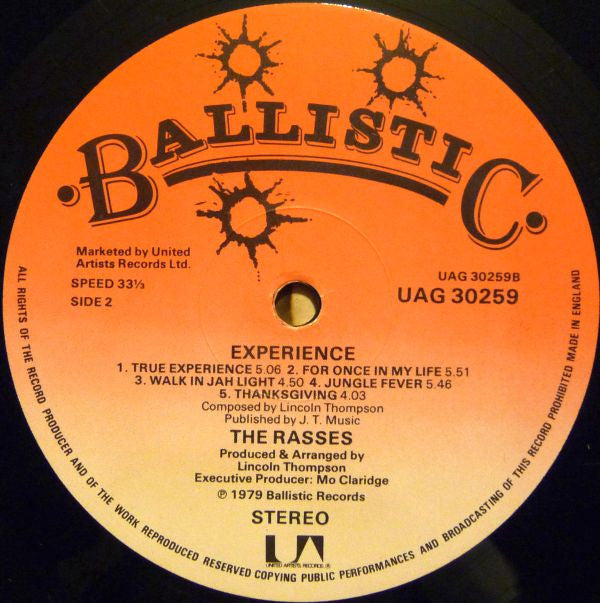 BALLISTIC
Marketed by United
Artists Records Ltd.
SPEED 33⅓
SIDE 2
UAG 30259B
UAG 30259
EXPERIENCE
1. TRUE EXPERIENCE 5.06 2. FOR ONCE IN MY LIFE 5.51
3. WALK IN JAH LIGHT 4.50 4. JUNGLE FEVER 5.46
5. THANKSGIVING 4.03
Composed by Lincoln Thompson
Published by J. T. Music
THE RASSES
Produced & Arranged by
Lincoln Thompson
Executive Producer: Mo Claridge
℗ 1979 Ballistic Records
STEREO
UA
UNITED ARTISTS RECORDS
ALL RIGHTS OF THE RECORD PRODUCER AND OF THE WORK REPRODUCED RESERVED COPYING PUBLIC PERFORMANCES AND BROADCASTING OF THIS RECORD PROHIBITED MADE IN ENGLAND